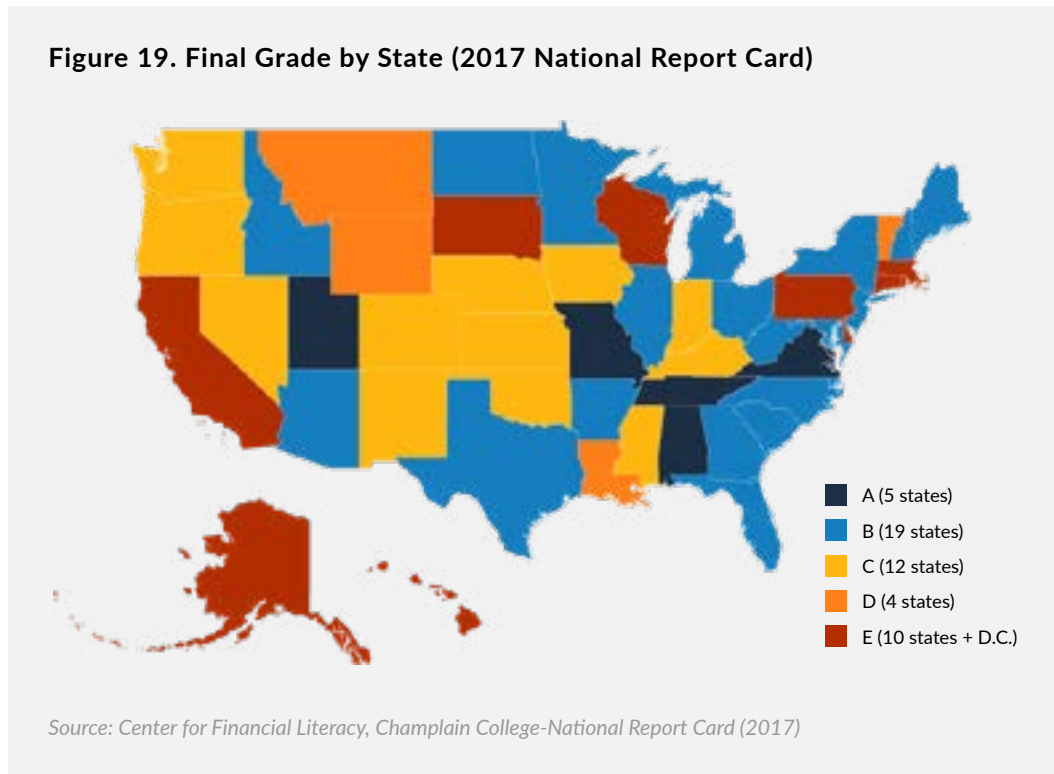 Figure 19. Final Grade by State (2017 National Report Card)
A (5 states)
B (19 states)
C (12 states)
D (4 states)
E (10 states + D.C.)
Source: Center for Financial Literacy, Champlain College-National Report Card (2017)